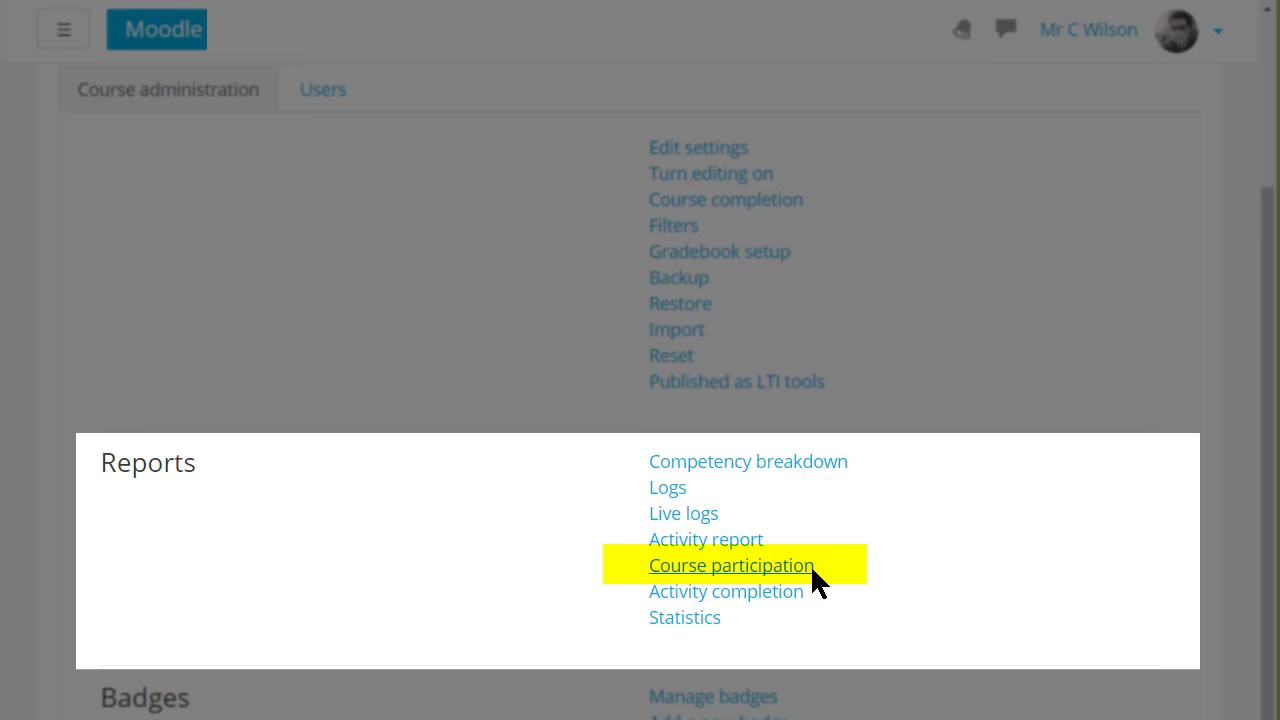 Moodle
Mr C Wilson
Course administration
Users
Edit settings
Turn editing on
Course completion
Filters
Gradebook setup
Backup
Restore
Import
Reset
Published as LTI tools
Reports
Competency breakdown
Logs
Live logs
Activity report
Course participation
Activity completion
Statistics
Badges
Manage badges